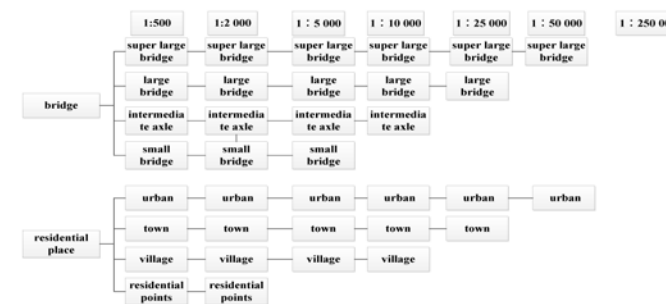 1:500 1:2 000 1：5 000 1：10 000 1：25 000 1：50 000 1：250
super large bridge super large bridge super large bridge super large bridge super large bridge super large bridge
large bridge large bridge large bridge large bridge large bridge
bridge
intermedia te axle intermedia te axle intermedia te axle intermedia te axle
small bridge small bridge small bridge
urban urban urban urban urban urban
town town town town town
residential place
village village village village
residential points residential points